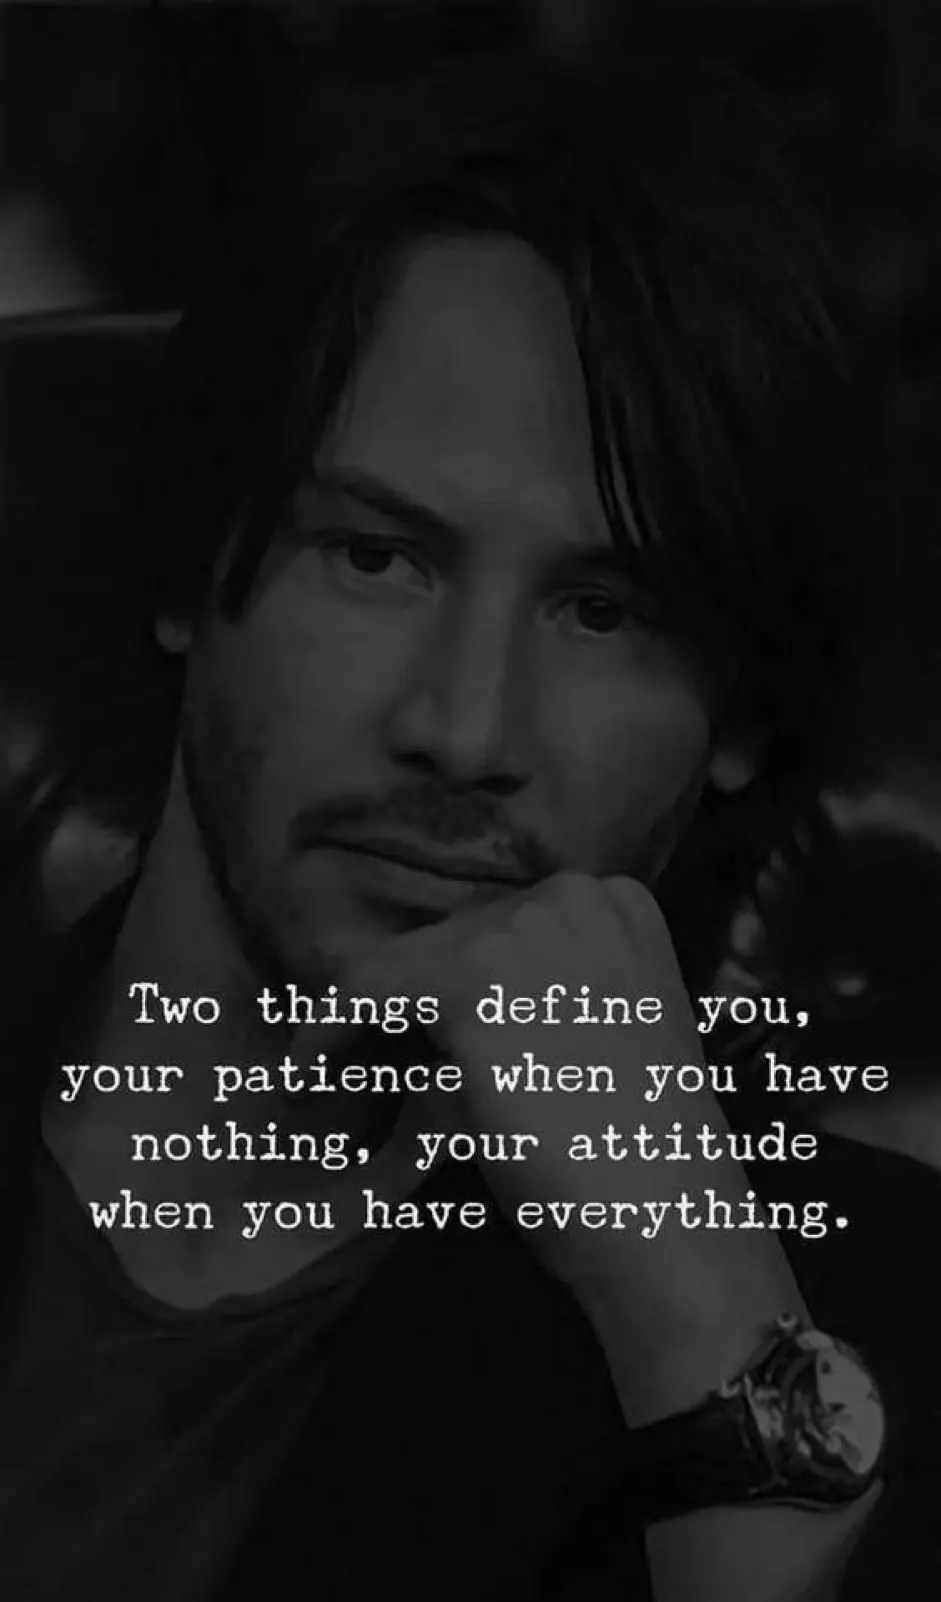 Two things define you,
your patience when you have
nothing, your attitude
when you have everything.